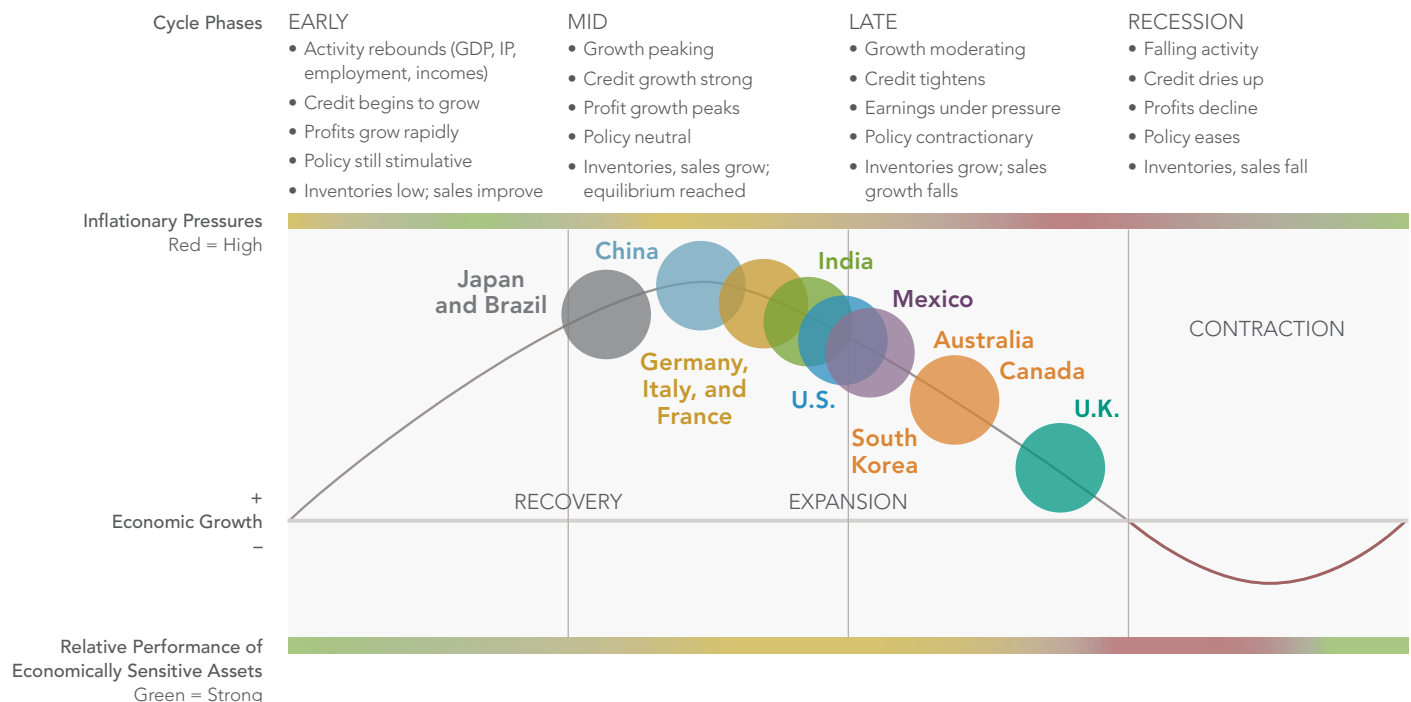 Cycle Phases
EARLY
• Activity rebounds (GDP, IP,
employment, incomes)
• Credit begins to grow
• Profits grow rapidly
• Policy still stimulative
• Inventories low; sales improve
MID
• Growth peaking
• Credit growth strong
• Profit growth peaks
• Policy neutral
• Inventories, sales grow;
equilibrium reached
LATE
• Growth moderating
• Credit tightens
• Earnings under pressure
• Policy contractionary
• Inventories grow; sales
growth falls
RECESSION
• Falling activity
• Credit dries up
• Profits decline
• Policy eases
• Inventories, sales fall
Inflationary Pressures
Red = High
Japan
and Brazil
China
Germany,
Italy, and
France
India
U.S.
Mexico
Australia
Canada
South
Korea
U.K.
CONTRACTION
RECOVERY
EXPANSION
+
Economic Growth
–
Relative Performance of
Economically Sensitive Assets
Green = Strong